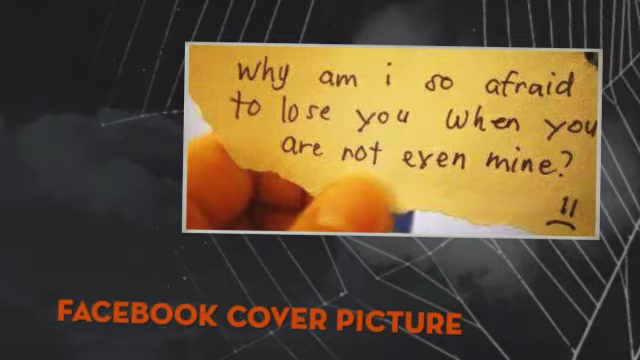 why am i so afraid
to lose you when you
are not even mine?
FACEBOOK COVER PICTURE